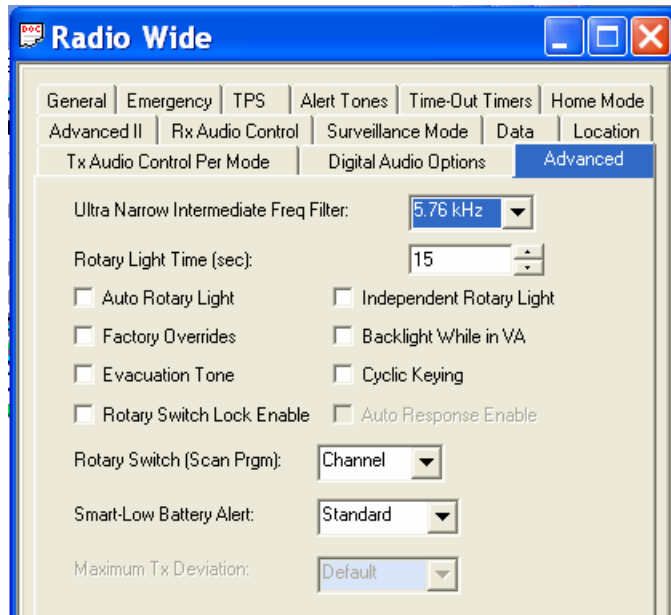 Radio Wide
General Emergency TPS Alert Tones Time-Out Timers Home Mode
Advanced II Rx Audio Control Surveillance Mode Data Location
Tx Audio Control Per Mode Digital Audio Options Advanced
Ultra Narrow Intermediate Freq Filter: 5.76 kHz
Rotary Light Time (sec): 15
Auto Rotary Light Independent Rotary Light
Factory Overrides Backlight While in VA
Evacuation Tone Cyclic Keying
Rotary Switch Lock Enable Auto Response Enable
Rotary Switch (Scan Prgm): Channel
Smart-Low Battery Alert: Standard
Maximum Tx Deviation: Default